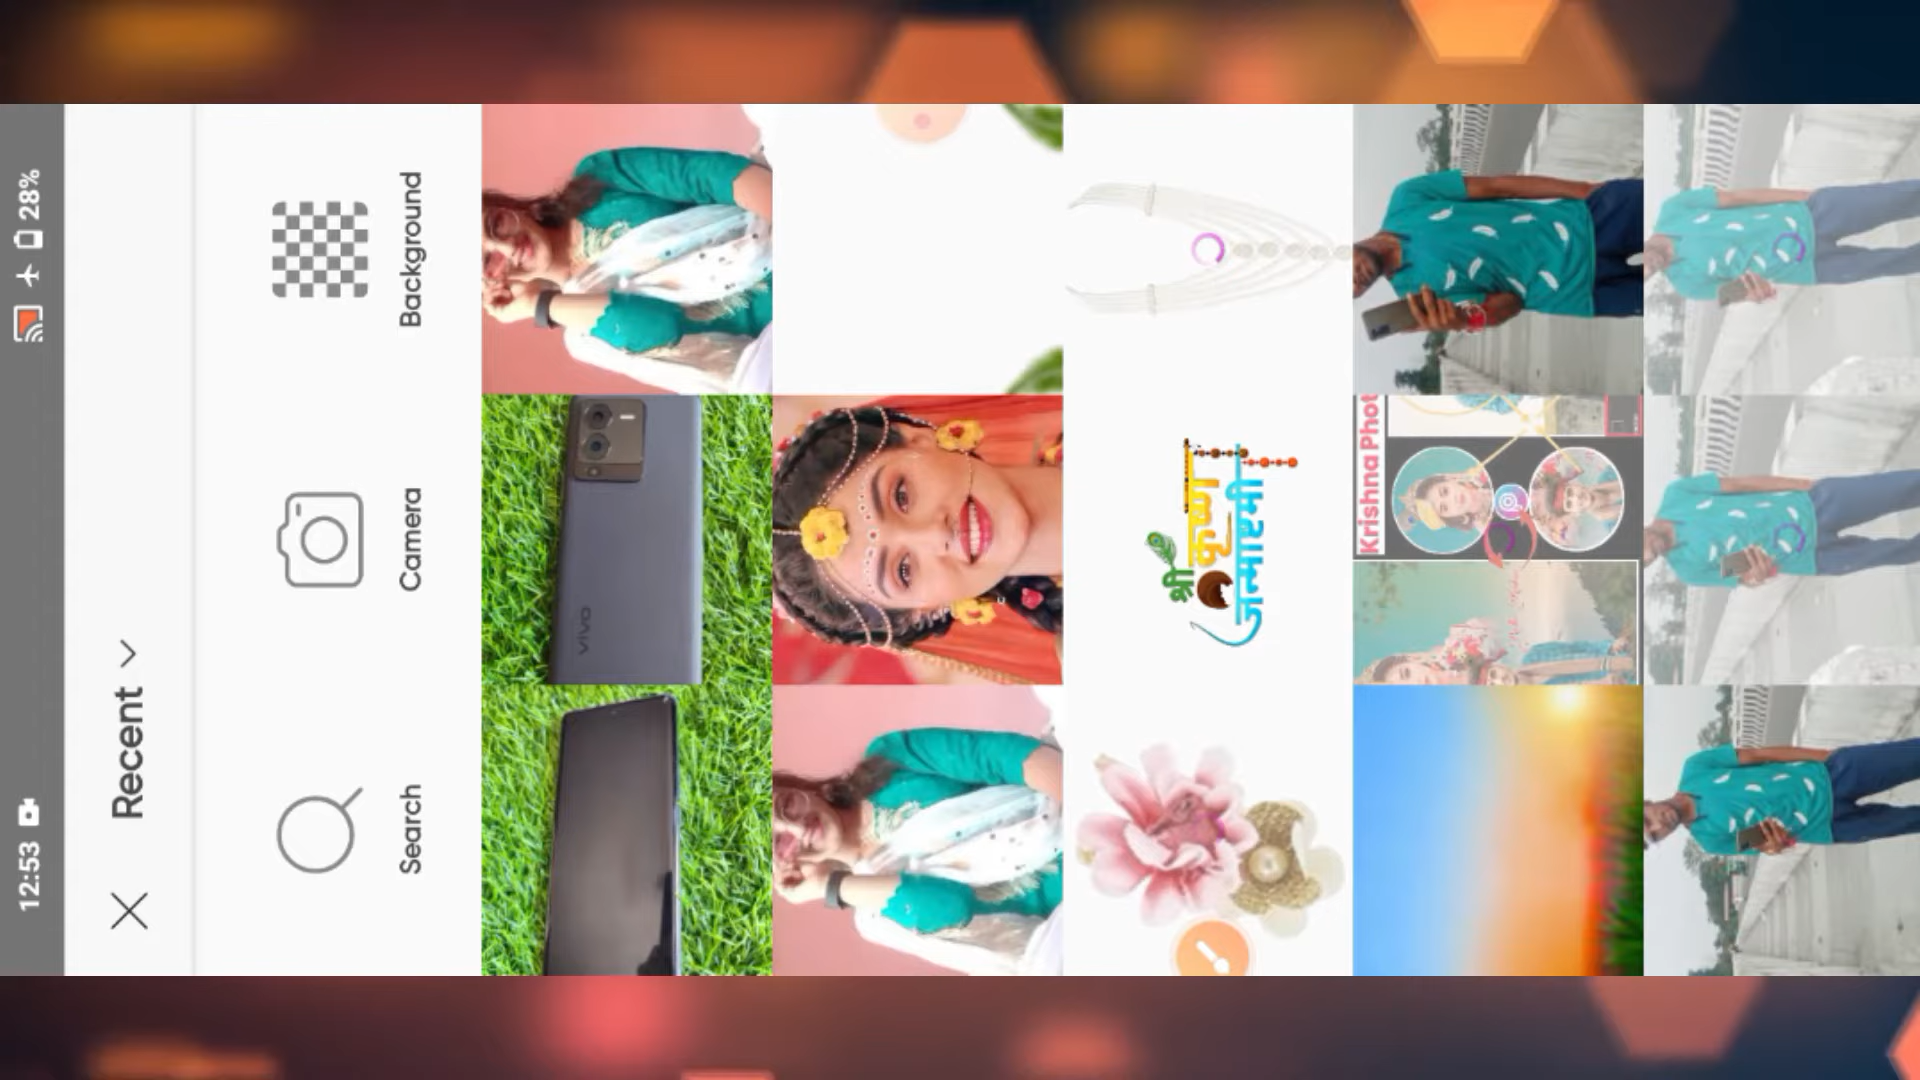 12:53
28%
Recent
Search
Camera
Background
vivo
श्री कृष्ण
जन्माष्टमी
Krishna Phot